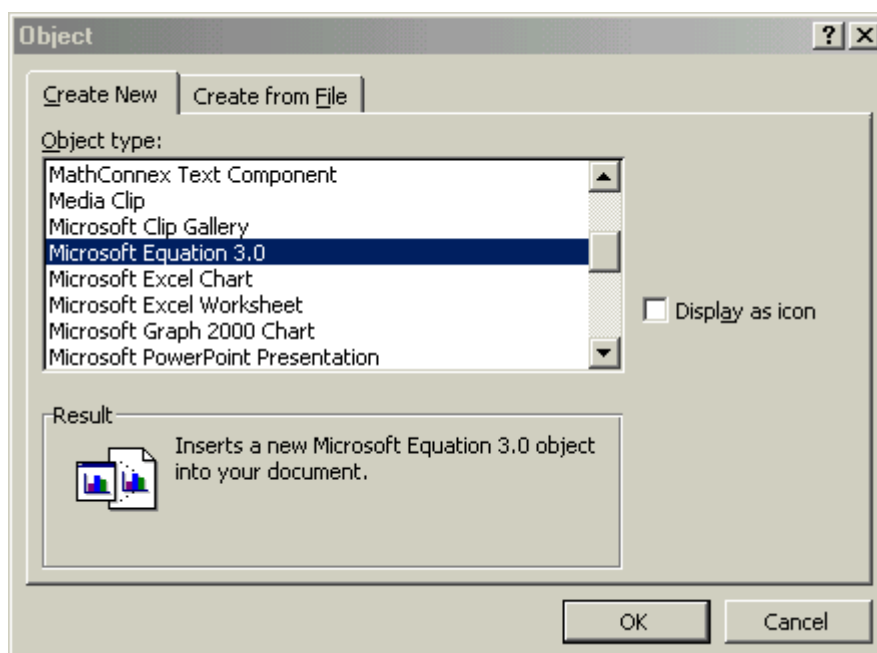 Object
Create New
Create from File
Object type:
MathConnex Text Component
Media Clip
Microsoft Clip Gallery
Microsoft Equation 3.0
Microsoft Excel Chart
Microsoft Excel Worksheet
Microsoft Graph 2000 Chart
Microsoft PowerPoint Presentation
Display as icon
Result
Inserts a new Microsoft Equation 3.0 object
into your document.
OK
Cancel